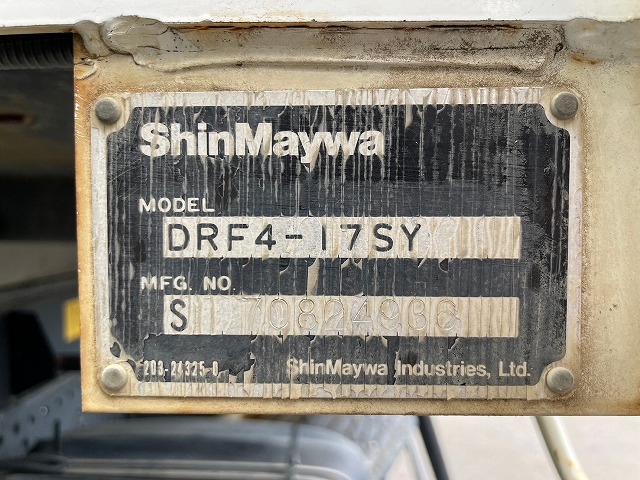 ShinMaywa
MODEL
DRF4-17SY
MFG. NO.
S
ShinMaywa Industries, Ltd.